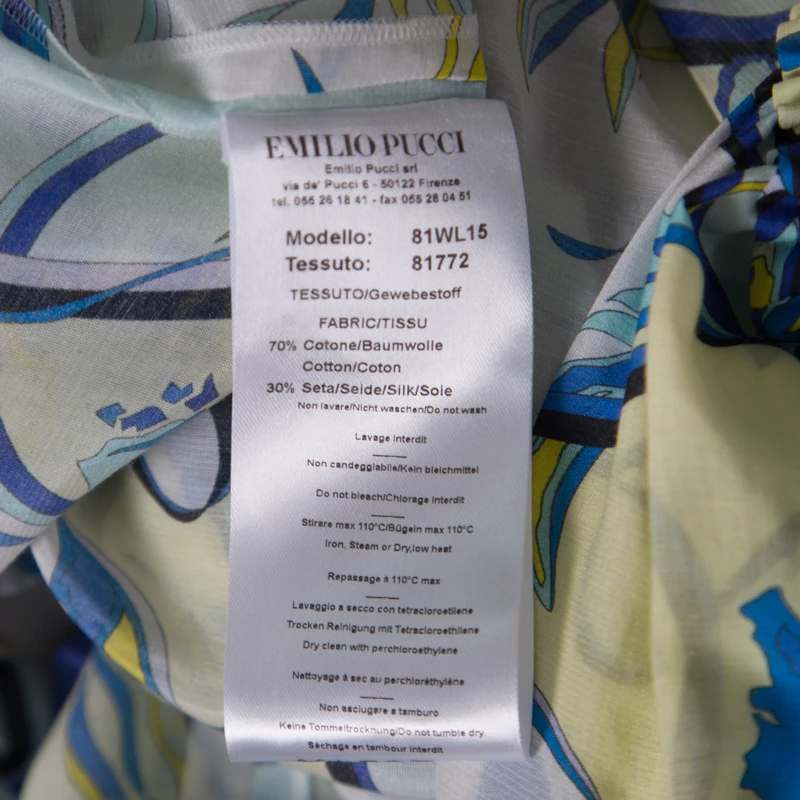 EMILIO PUCCI
Emilio Pucci srl
via de' Pucci 6 - 50122 Firenze
tel. 055 26 18 41 - fax 055 28 04 51
Modello: 81WL15
Tessuto: 81772
TESSUTO/Gewebestoff
FABRIC/TISSU
70% Cotone/Baumwolle
Cotton/Coton
30% Seta/Seide/Silk/Soie
Non lavare/Nicht waschen/Do not wash
Lavage interdit
Non candeggiabile/Kein bleichmittel
Do not bleach/Chlorage interdit
Stirare max 110°C/Bügeln max 110°C
Iron, Steam or Dry,low heat
Repassage à 110°C max
Lavaggio a secco con tetracloroetilene
Trocken Reinigung mit Tetracloroethilene
Dry clean with perchloroethylene
Nettoyage à sec au perchloréthylène
Non asciugare a tamburo
Keine Tommeltrocknung/Do not tumble dry
Séchage en tambour interdit